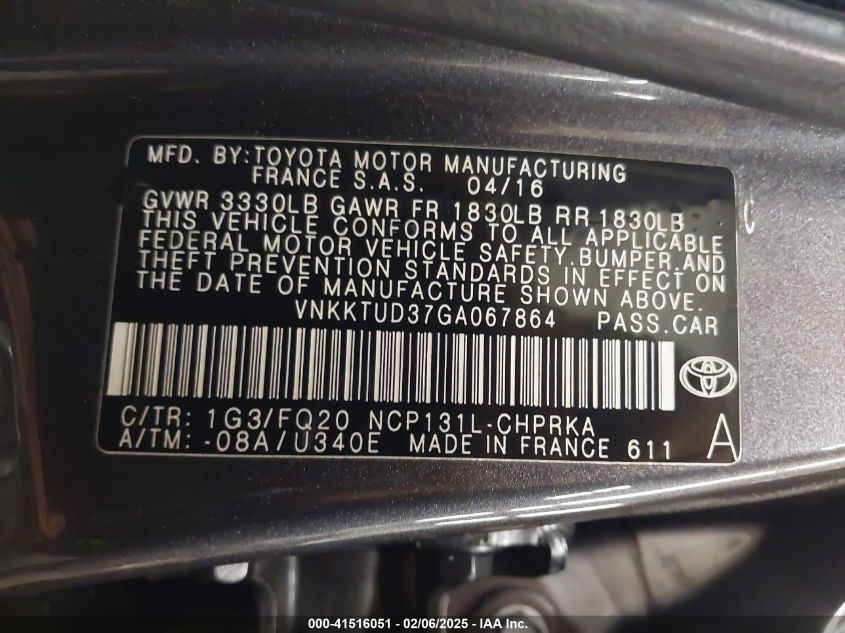 MFD. BY:TOYOTA MOTOR MANUFACTURING
FRANCE S.A.S. 04/16
GVWR 3330LB GAWR FR 1830LB RR 1830LB
THIS VEHICLE CONFORMS TO ALL APPLICABLE
FEDERAL MOTOR VEHICLE SAFETY,BUMPER,AND
THEFT PREVENTION STANDARDS IN EFFECT ON
THE DATE OF MANUFACTURE SHOWN ABOVE.
VNKKTUD37GA067864 PASS.CAR
C/TR: 1G3/FQ20 NCP131L-CHPRKA
A/TM: -08A/U340E MADE IN FRANCE 611 A
000-41516051 - 02/06/2025 - IAA Inc.